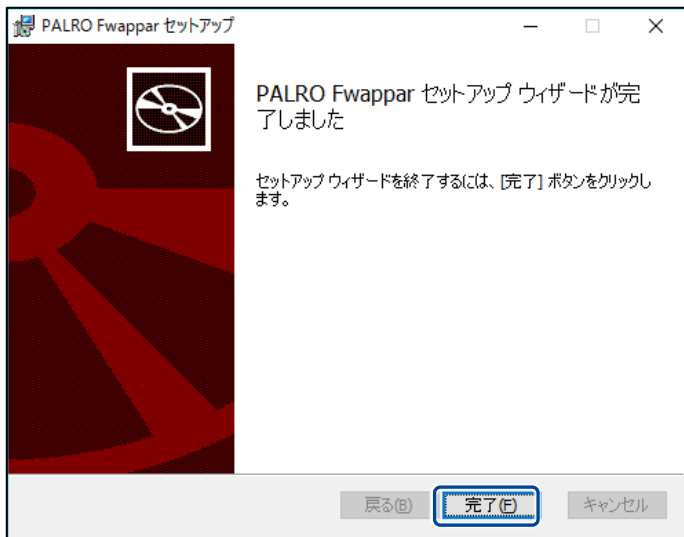 PALRO Fwappar セットアップ
PALRO Fwappar セットアップ ウィザードが完
了しました
セットアップ ウィザードを終了するには、[完了] ボタンをクリックし
ます。
戻る(B) 完了(F) キャンセル